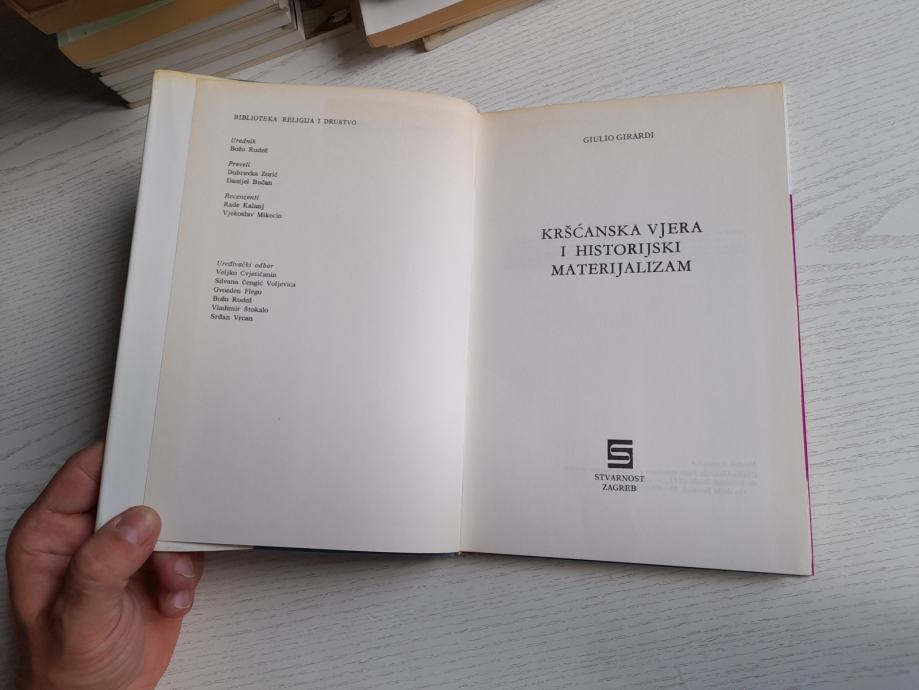 BIBLIOTEKA RELIGIJA I DRUŠTVO
Urednik
Božo Rudež
Preveli
Dubravka Zorić
Danijel Bučan
Recenzenti
Rade Kalanj
Vjekoslav Mikecin
Uređivački odbor
Veljko Cvjetičanin
Silvana Čengić Voljevica
Gvozden Flego
Božo Rudež
Vladimir Štokalo
Srđan Vrcan
GIULIO GIRARDI
KRŠĆANSKA VJERA
I HISTORIJSKI
MATERIJALIZAM
STVARNOST
ZAGREB